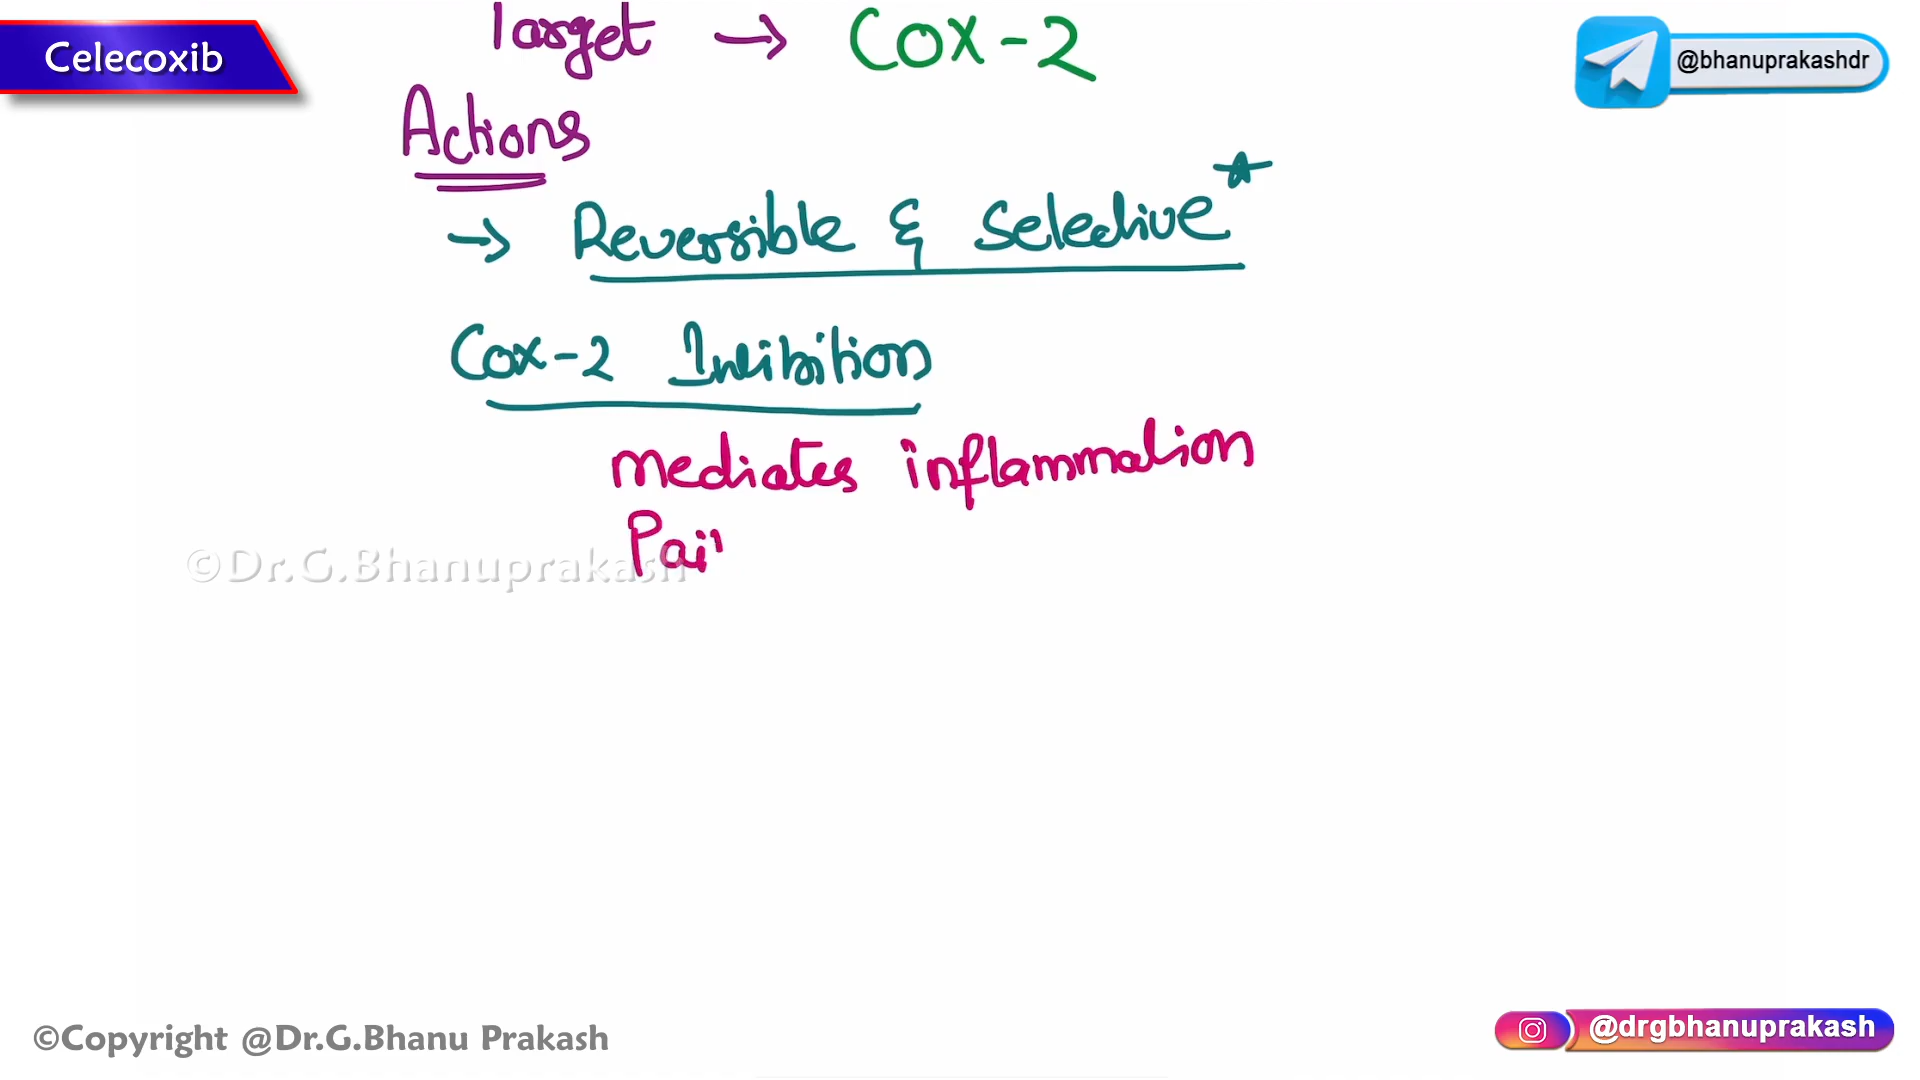 Celecoxib
Target → COX-2
@bhanuprakashdr
Actions
→ Reversible & Selective*
Cox-2 Inhibition
mediates inflammation
Pai
©Dr.G.Bhanuprakash
©Copyright @Dr.G.Bhanu Prakash
@drgbhanuprakash